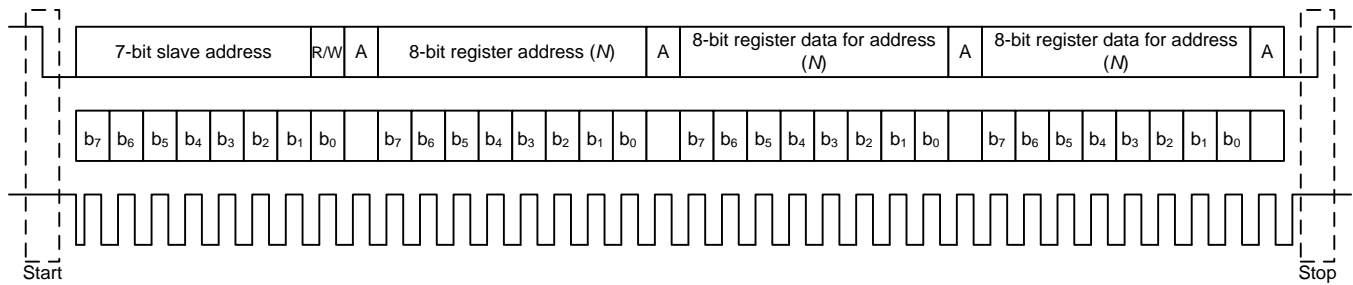 7-bit slave address R/W A 8-bit register address (N) A 8-bit register data for address (N) A 8-bit register data for address (N) A
b7 b6 b5 b4 b3 b2 b1 b0 b7 b6 b5 b4 b3 b2 b1 b0 b7 b6 b5 b4 b3 b2 b1 b0 b7 b6 b5 b4 b3 b2 b1 b0
Start Stop